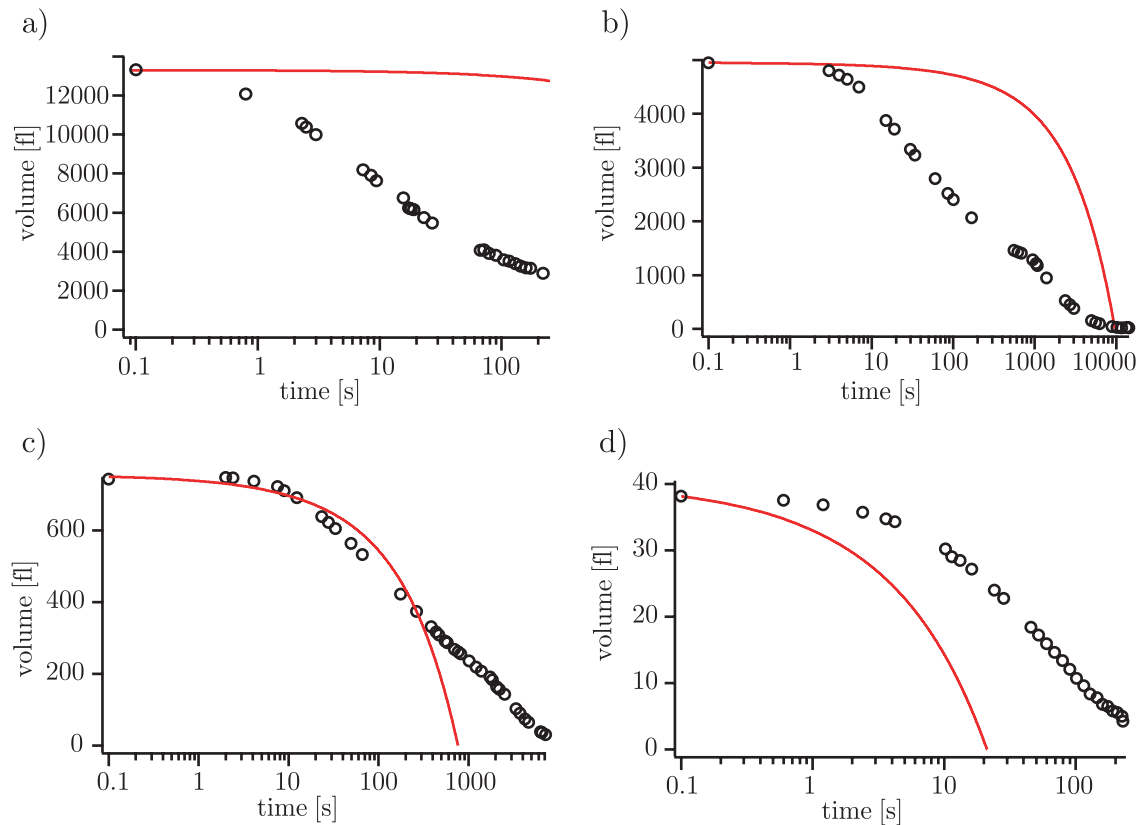 a)
volume [fl]
12000
10000
8000
6000
4000
2000
0
0.1 1 10 100
time [s]
b)
volume [fl]
4000
3000
2000
1000
0
0.1 1 10 100 1000 10000
time [s]
c)
volume [fl]
600
400
200
0
0.1 1 10 100 1000
time [s]
d)
volume [fl]
40
30
20
10
0
0.1 1 10 100
time [s]